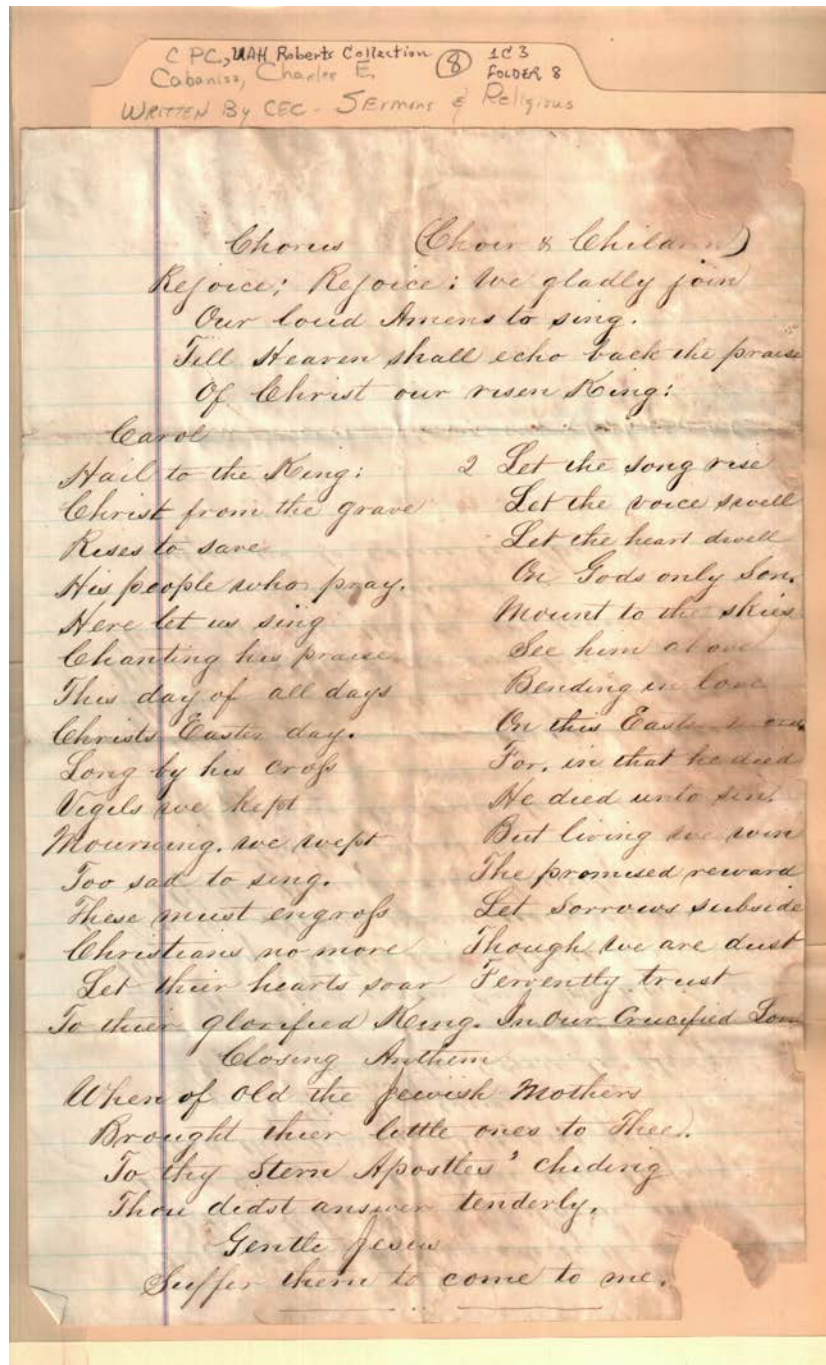 C PC, UAH Roberts Collection 8 1C3
Cabaniss, Charles E. FOLDER 8
WRITTEN By CEC - SErmons & Religious
Chorus (Choir & Children)
Rejoice; Rejoice: We gladly join
Our loud Amens to sing.
Till Heaven shall echo back the praise
Of Christ our risen King:
Carol
Hail to the King:
Christ from the grave
Rises to save
His people who pray.
Here let us sing
Chanting his praise
This day of all days
Christs Easter day.
Long by his cross
Vigils we kept
Mourning, we wept
Too sad to sing.
These must engross
Christians no more
Let their hearts soar
To thier glorified King.
2 Let the song rise
Let the voice swell
Let the heart dwell
On Gods only Son.
Mount to the skies
See him above
Bending in love
On this Easter
For, in that he died
He died unto sin.
But living we win
The promised reward
Let Sorrows subside
Though we are dust
Fervently trust
In Our Crucified
Closing Anthem
When of old the Jewish Mothers
Brought thier little ones to Thee.
To thy Stern Apostles' chiding
Thou didst answer tenderly.
Gentle Jesus
Suffer them to come to me.